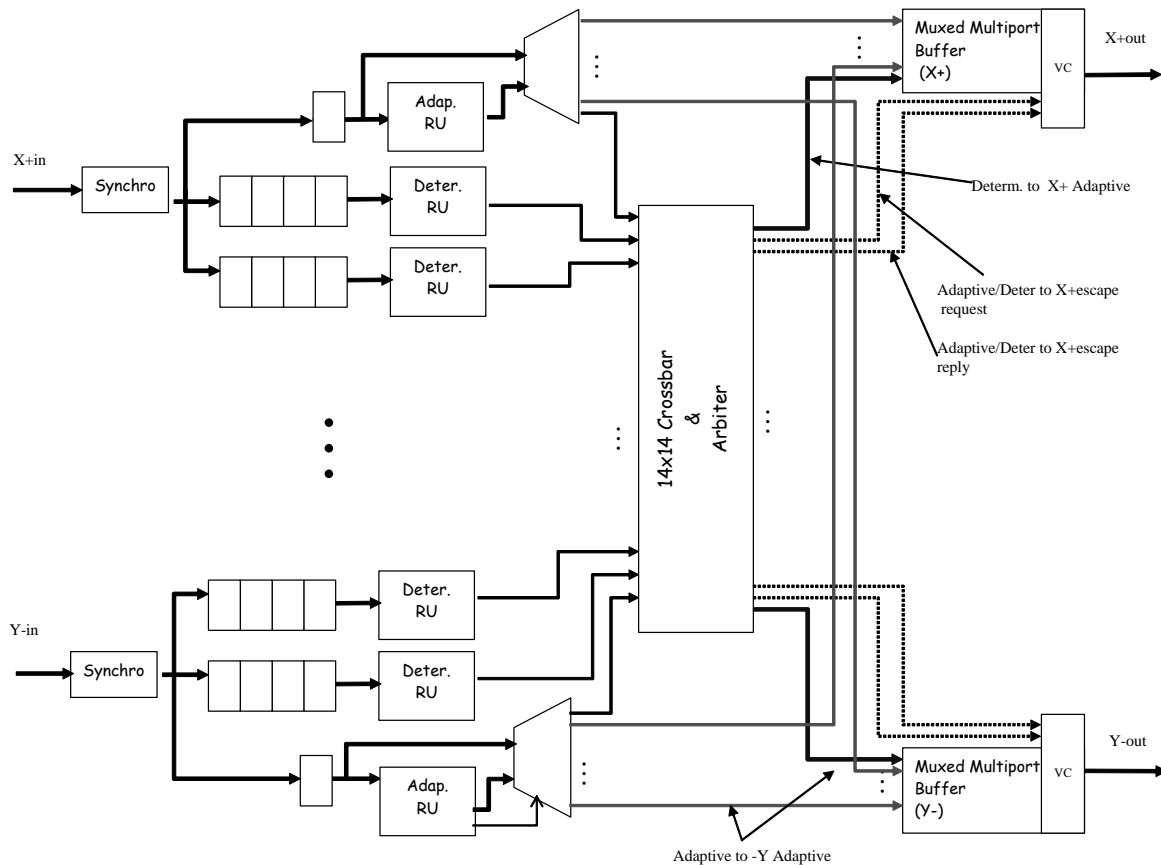 Muxed Multiport
Buffer
(X+)
VC
X+out
Adap.
RU
X+in
Synchro
Deter.
RU
Determ. to X+ Adaptive
Deter.
RU
Adaptive/Deter to X+escape
request
Adaptive/Deter to X+escape
reply
14x14 Crossbar
&
Arbiter
Deter.
RU
Y-in
Synchro
Deter.
RU
Adap.
RU
Y-out
Muxed Multiport
Buffer
(Y-)
VC
Adaptive to -Y Adaptive